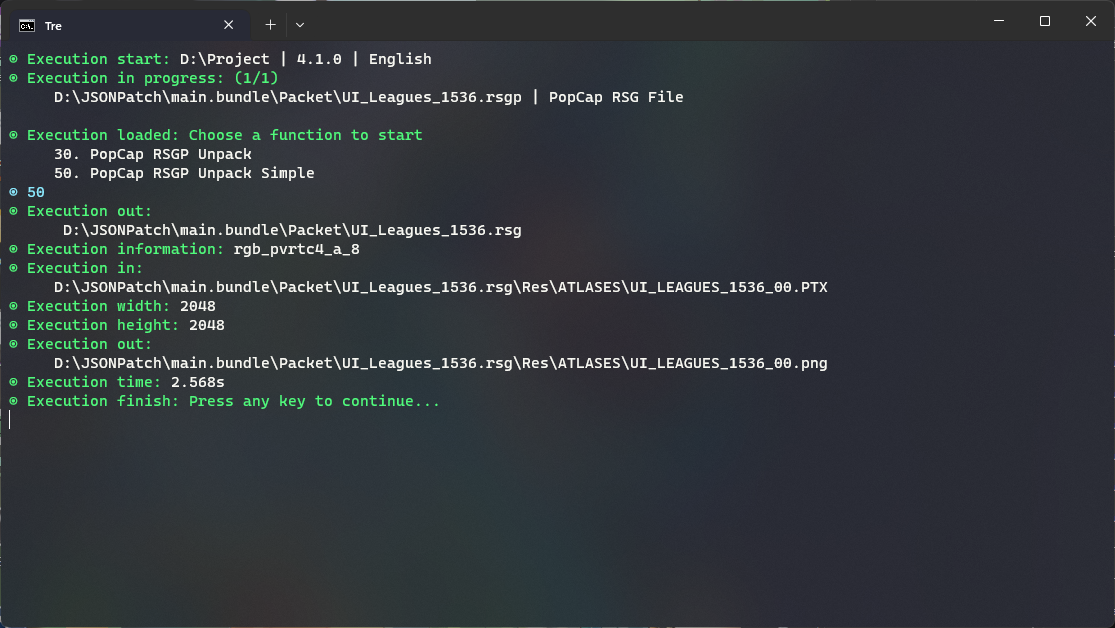 Tre
Execution start: D:\Project | 4.1.0 | English
Execution in progress: (1/1)
D:\JSONPatch\main.bundle\Packet\UI_Leagues_1536.rsgp | PopCap RSG File
Execution loaded: Choose a function to start
30. PopCap RSGP Unpack
50. PopCap RSGP Unpack Simple
50
Execution out:
D:\JSONPatch\main.bundle\Packet\UI_Leagues_1536.rsg
Execution information: rgb_pvrtc4_a_8
Execution in:
D:\JSONPatch\main.bundle\Packet\UI_Leagues_1536.rsg\Res\ATLASES\UI_LEAGUES_1536_00.PTX
Execution width: 2048
Execution height: 2048
Execution out:
D:\JSONPatch\main.bundle\Packet\UI_Leagues_1536.rsg\Res\ATLASES\UI_LEAGUES_1536_00.png
Execution time: 2.568s
Execution finish: Press any key to continue...